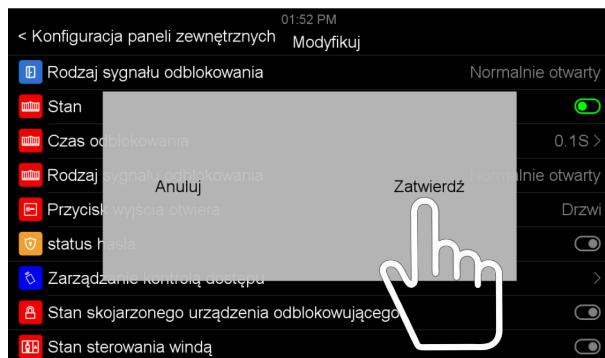 01:52 PM
< Konfiguracja paneli zewnętrznych Modyfikuj
Rodzaj sygnału odblokowania Normalnie otwarty
Stan
Czas odblokowania 0.1S >
Rodzaj sygnału odblokowania Normalnie otwarty
Anuluj Zatwierdź
Przycisk wyjścia otwiera Drzwi
status hasła
Zarządzanie kontrolą dostępu >
Stan skojarzonego urządzenia odblokowującego
Stan sterowania windą